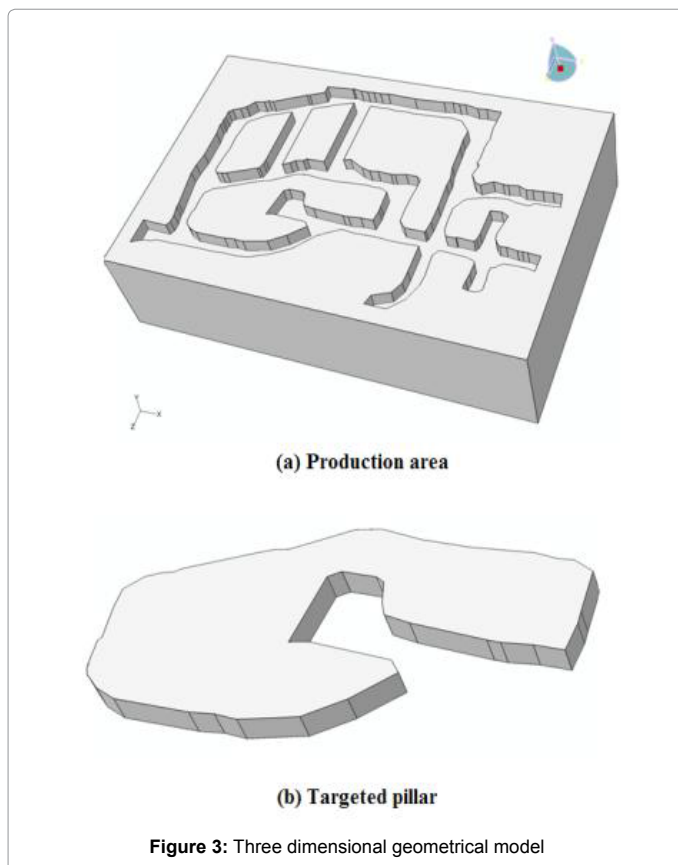 Y
X
Z
(a) Production area
(b) Targeted pillar
Figure 3: Three dimensional geometrical model